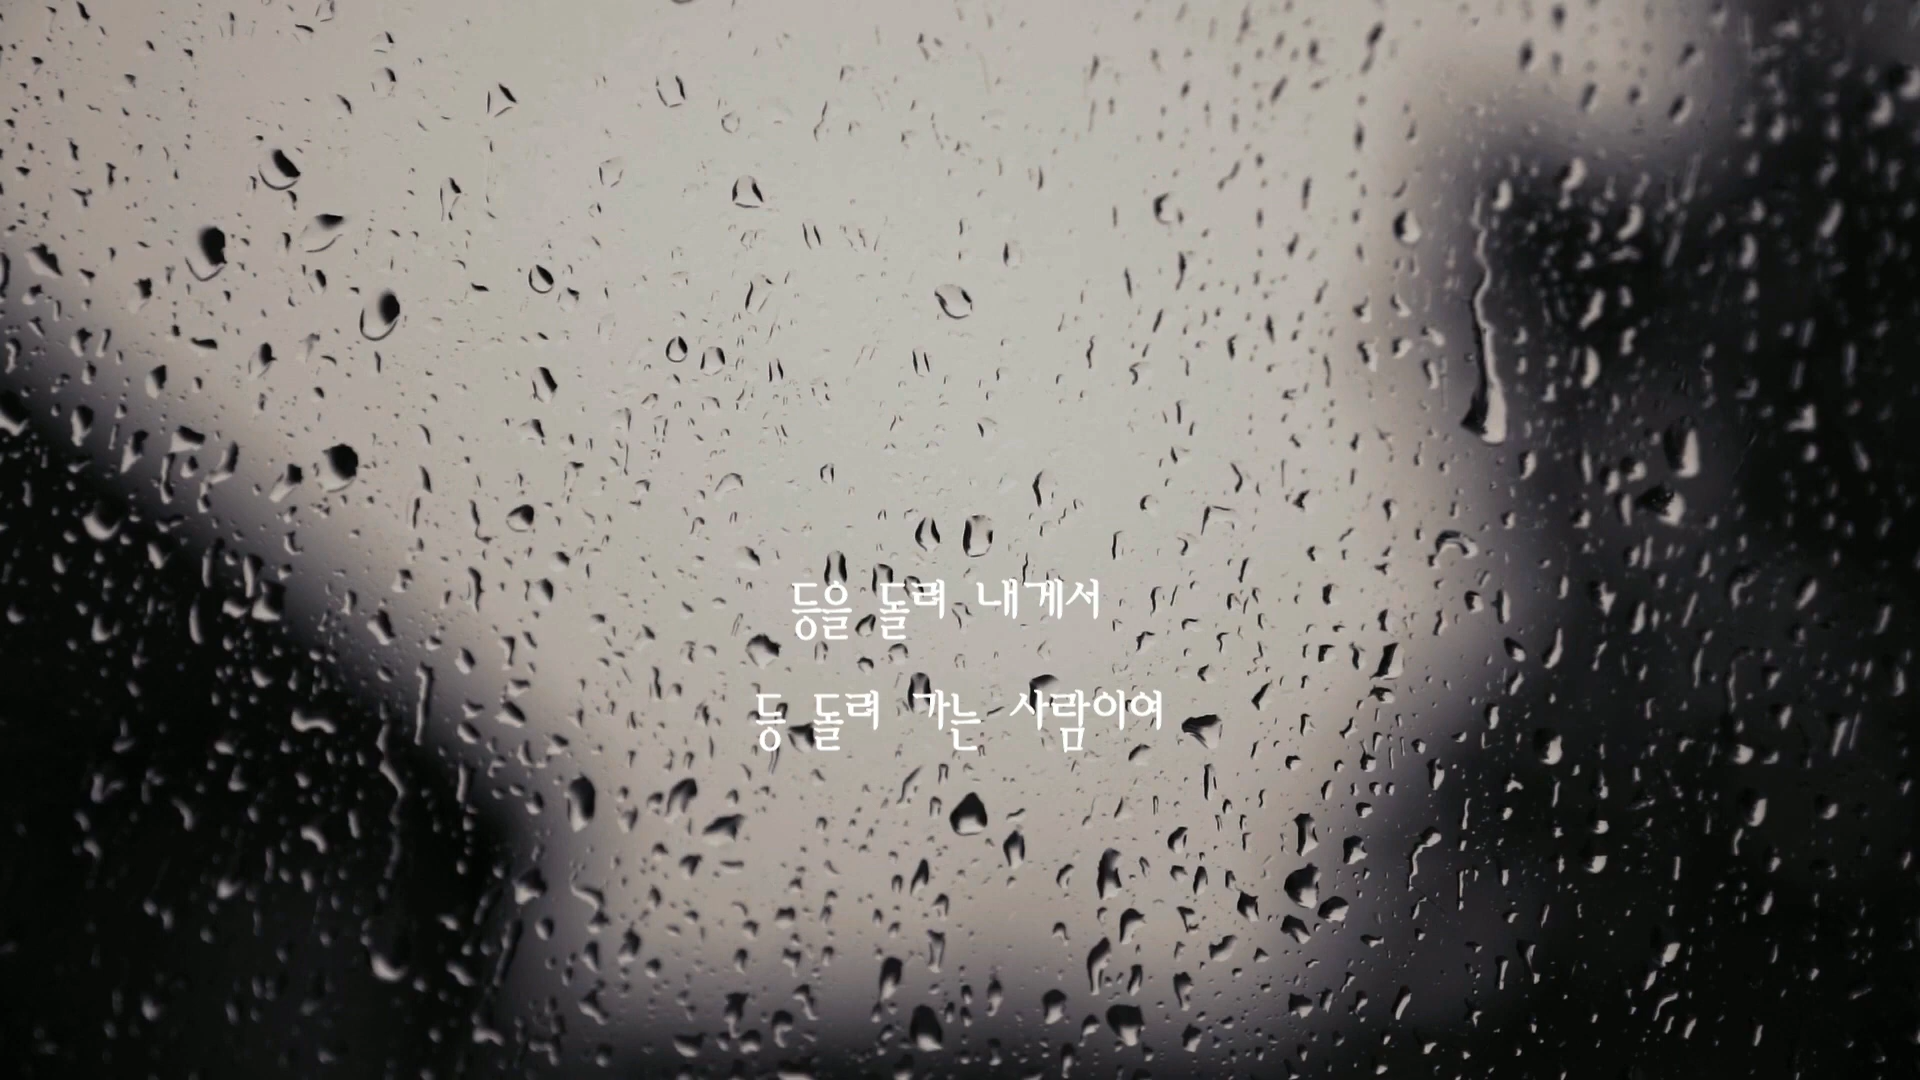 등을 돌려 내게서
등 돌려 가는 사람이여